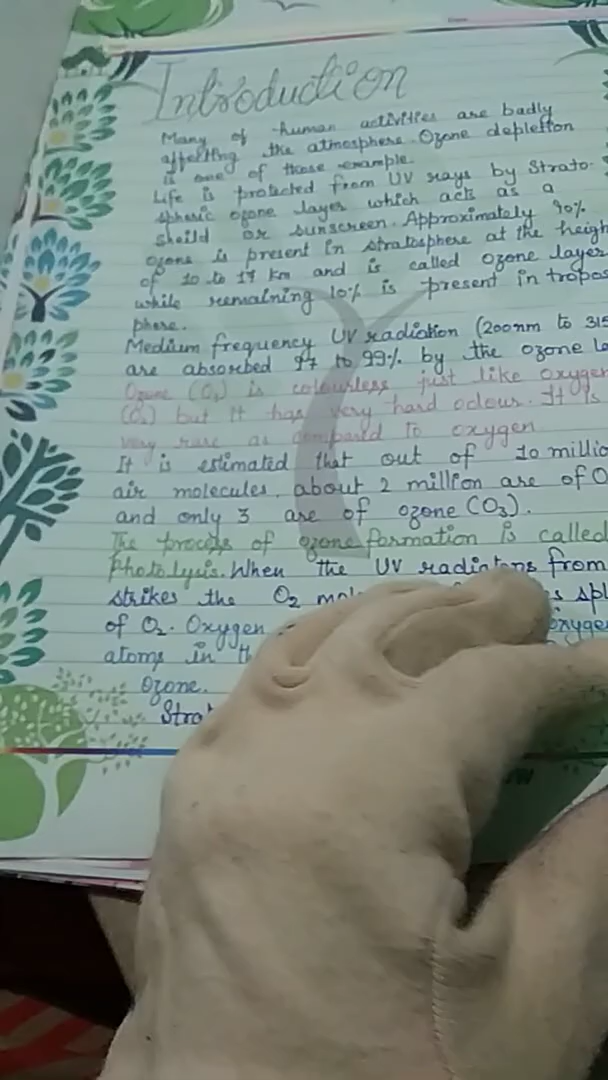 Introduction
Many of human activities are badly
affecting the atmosphere. Ozone depletion
is one of those example.
Life is protected from UV rays by Strato-
spheric ozone layer which acts as a
sheild or sunscreen. Approximately 90%
ozone is present in stratosphere at the heigh
of 10 to 17 km and is called ozone layer
while remaining 10% is present in tropos
phere.
Medium frequency UV radiation (200nm to 315
are absorbed 97 to 99% by the ozone la
Ozone (O3) is colourless just like oxygen
(O2) but it has very hard odour. It is
very rare as compared to oxygen
It is estimated that out of 10 millio
air molecules, about 2 million are of O
and only 3 are of ozone (O3).
The process of ozone formation is called
Photolysis. When the UV radiations from
strikes the O2 spl
of O2. Oxygen oxyge
atoms in
Ozone.